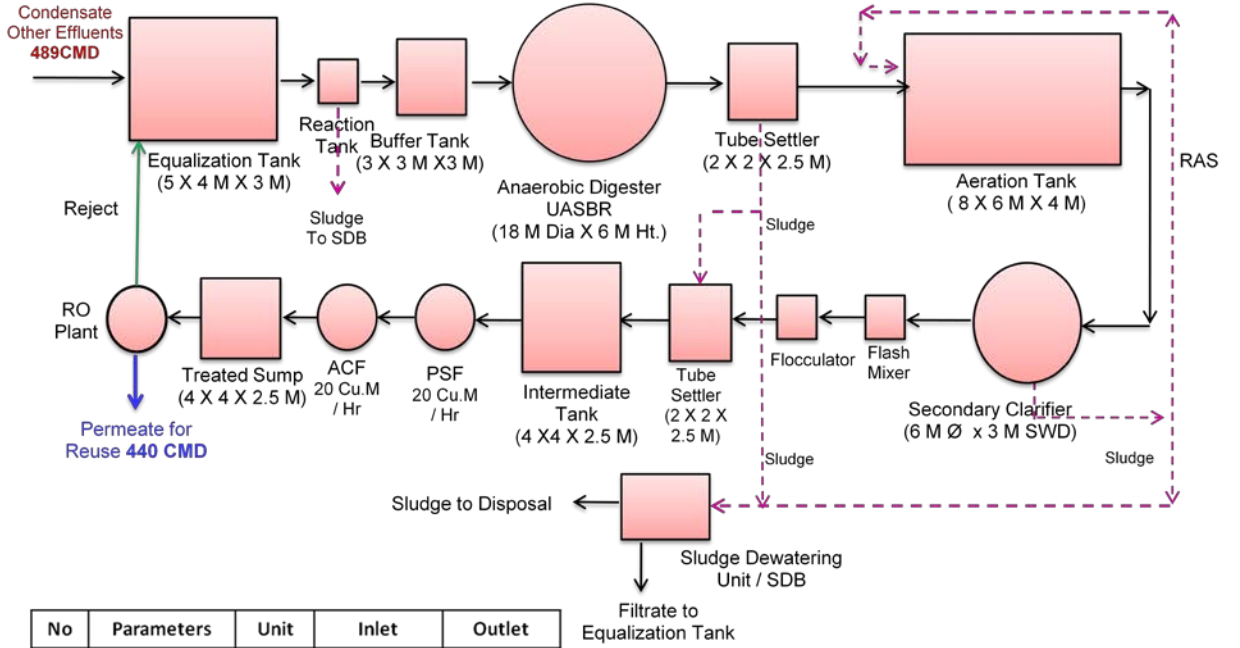 Condensate
Other Effluents
489CMD
Equalization Tank
(5 X 4 M X 3 M)
Reaction
Tank
Buffer Tank
(3 X 3 M X3 M)
Anaerobic Digester
UASBR
(18 M Dia X 6 M Ht.)
Tube Settler
(2 X 2 X 2.5 M)
Aeration Tank
( 8 X 6 M X 4 M)
RAS
Reject
Sludge
To SDB
Sludge
RO
Plant
Treated Sump
(4 X 4 X 2.5 M)
ACF
20 Cu.M
/ Hr
PSF
20 Cu.M
/ Hr
Intermediate
Tank
(4 X4 X 2.5 M)
Tube
Settler
(2 X 2 X
2.5 M)
Flocculator
Flash
Mixer
Secondary Clarifier
(6 M Ø x 3 M SWD)
Permeate for
Reuse 440 CMD
Sludge
Sludge
Sludge to Disposal
Sludge Dewatering
Unit / SDB
Filtrate to
Equalization Tank
No Parameters Unit Inlet Outlet